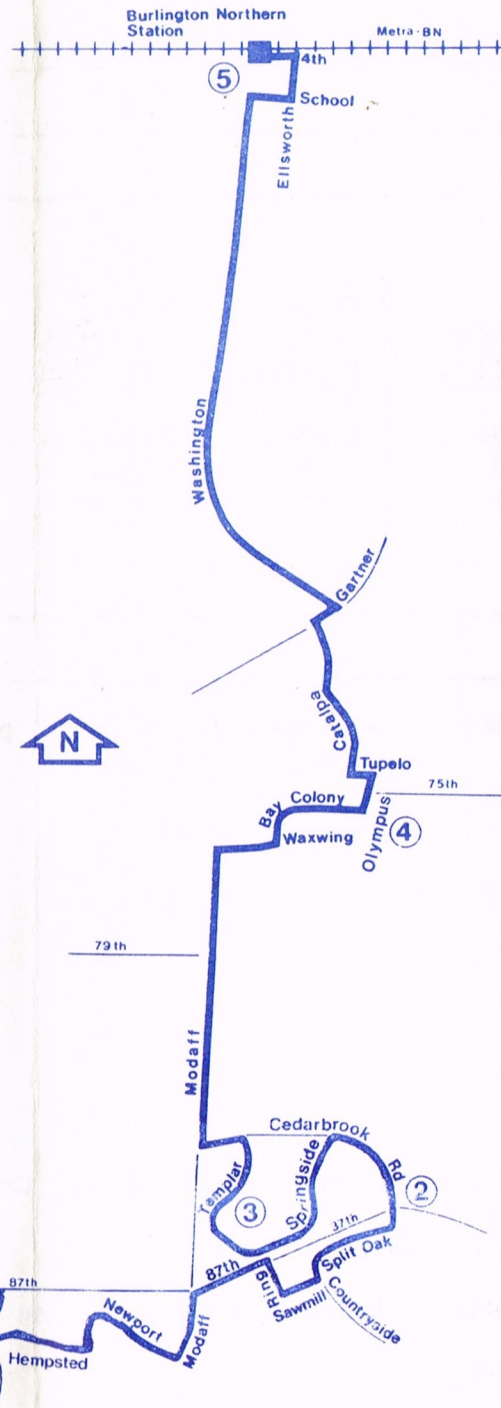 Burlington Northern
Station
Metra-BN
4th
5
School
Ellsworth
Washington
Gartner
Catalpa
N
Tupelo
75th
Colony
Bay
Olympus
4
Waxwing
79th
Modaff
Cedarbrook
Rd
Templar
Springside
2
3
37th
Split Oak
87th
87th
Ring
Sawmill
Countryside
Newport
Modaff
Hempsted